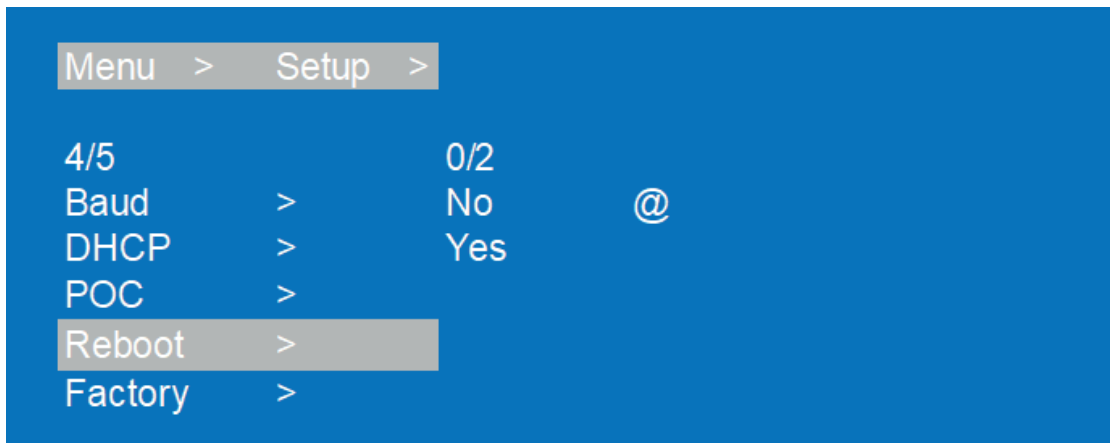 Menu > Setup >
4/5 0/2
Baud > No @
DHCP > Yes
POC >
Reboot >
Factory >